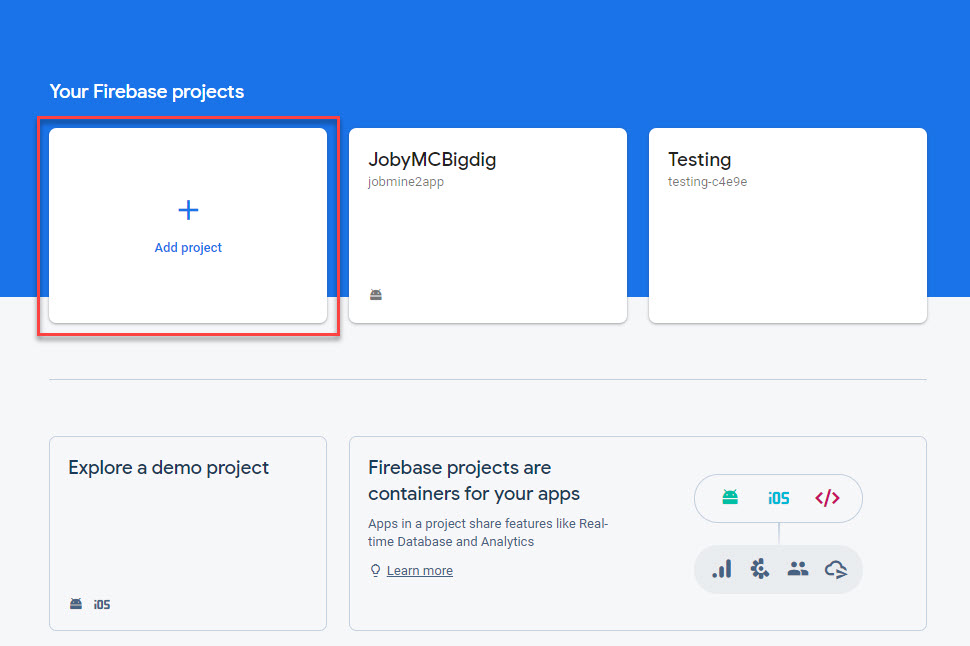 Your Firebase projects
Add project
JobyMCBigdig
jobmine2app
Testing
testing-c4e9e
Explore a demo project
iOS
Firebase projects are
containers for your apps
Apps in a project share features like Real-
time Database and Analytics
Learn more
iOS
</>